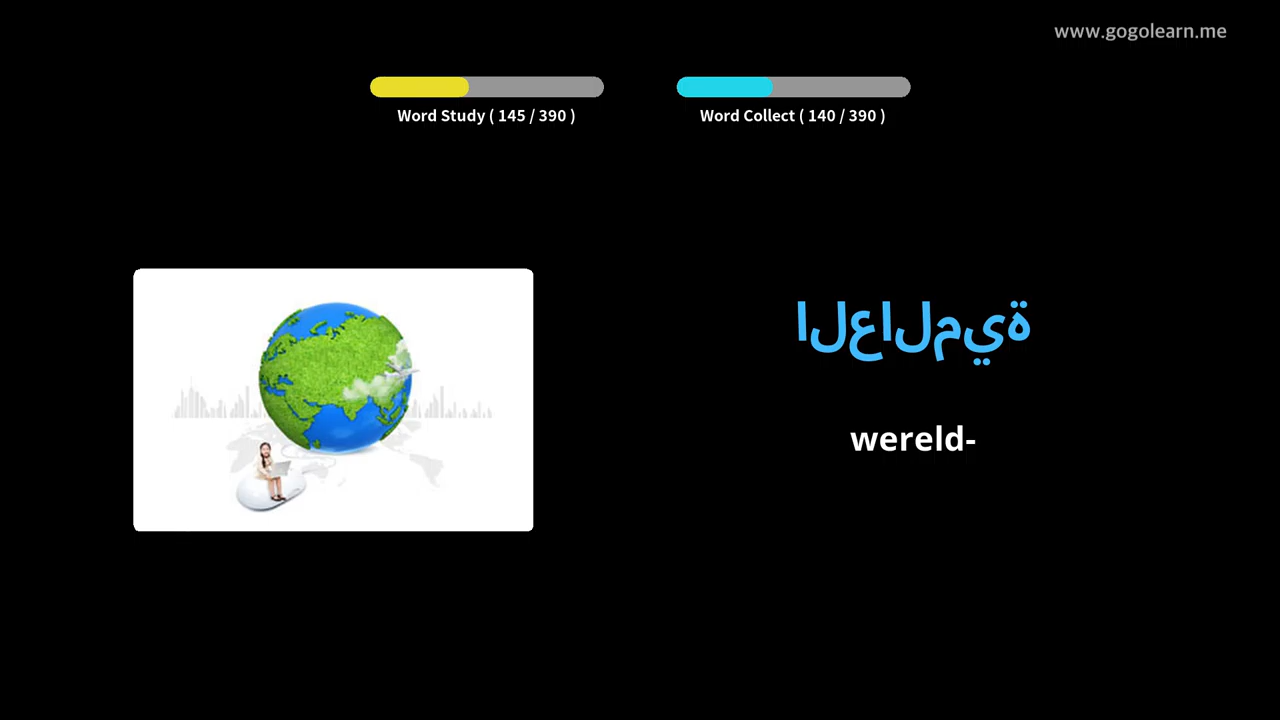 www.gogolearn.me
Word Study ( 145 / 390 )
Word Collect ( 140 / 390 )
العالمية
wereld-